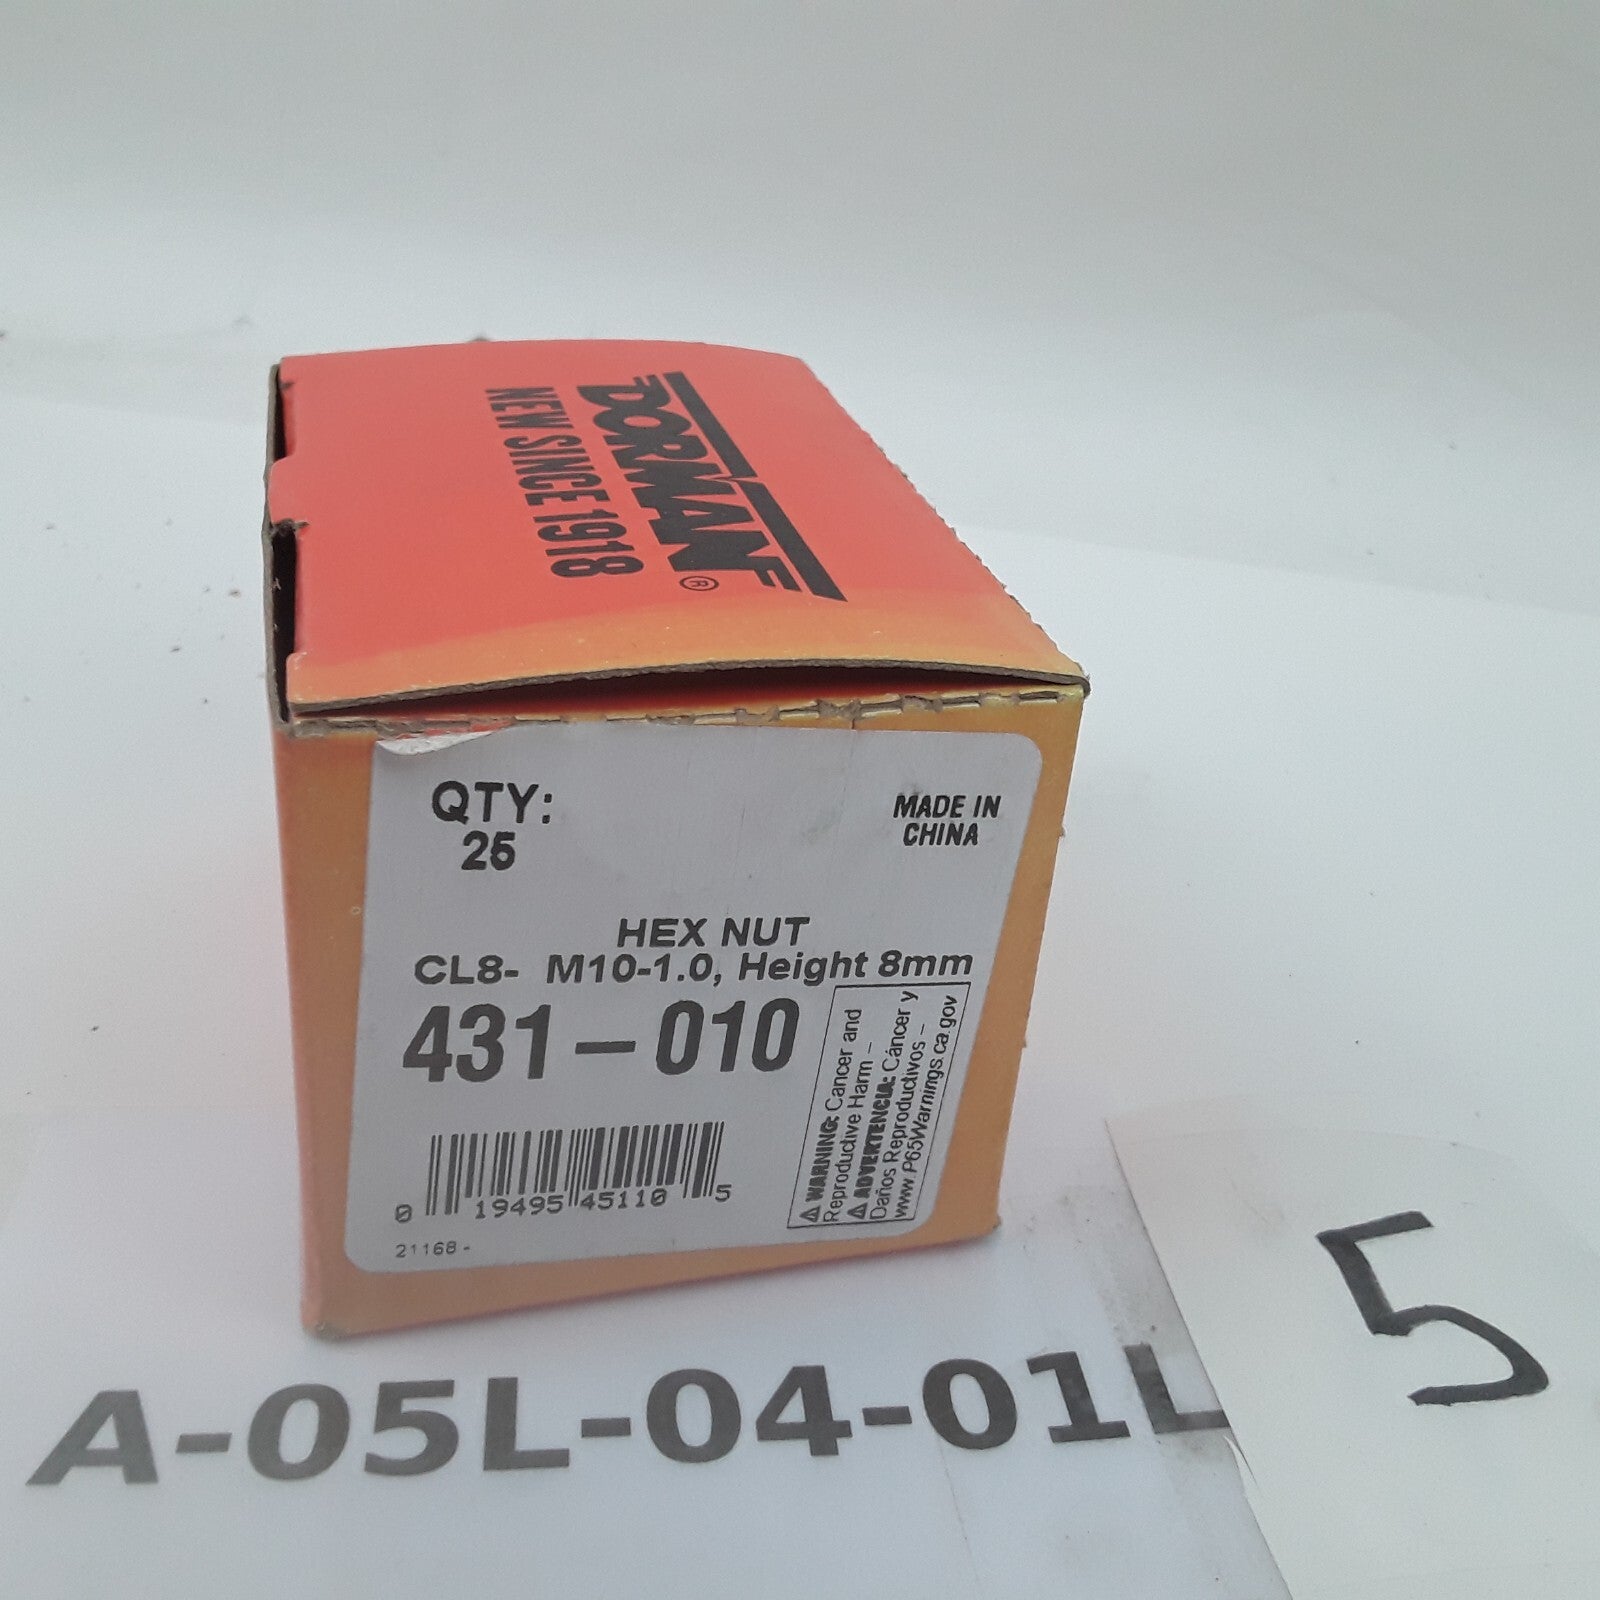 DORMAN®
NEW SINCE 1918
QTY:
25
MADE IN
CHINA
HEX NUT
CL8- M10-1.0, Height 8mm
431-010
⚠ WARNING: Cancer and
Reproductive Harm -
⚠ ADVERTENCIA: Cáncer y
Daños Reproductivos -
www.P65Warnings.ca.gov
0 19495 45110 5
21168-
A-05L-04-01L
5